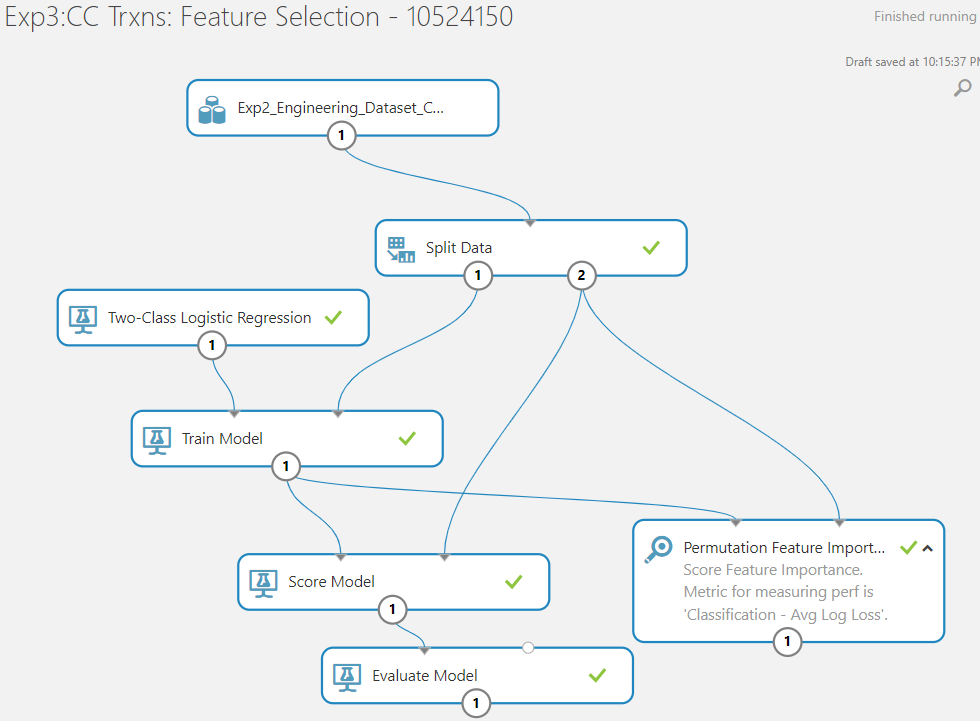 Exp3:CC Trxns: Feature Selection - 10524150
Finished running
Draft saved at 10:15:37 PM
Exp2_Engineering_Dataset_C...
1
Split Data
1
2
Two-Class Logistic Regression
1
Train Model
1
Permutation Feature Import...
Score Feature Importance.
Metric for measuring perf is
'Classification - Avg Log Loss'.
1
Score Model
1
Evaluate Model
1